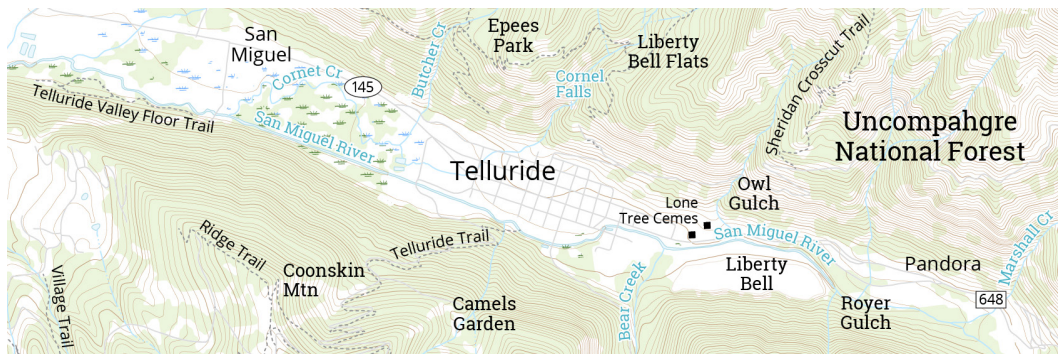 San
Miguel
Cornet Cr
145
Butcher Cr
Epees
Park
Liberty
Bell Flats
Cornel
Falls
Sheridan Crosscut Trail
Uncompahgre
National Forest
Telluride Valley Floor Trail
San Miguel River
Telluride
Owl
Gulch
Lone
Tree Cemes
San Miguel River
Marshall Cr
Ridge Trail
Telluride Trail
Village Trail
Coonskin
Mtn
Camels
Garden
Bear Creek
Liberty
Bell
Pandora
648
Royer
Gulch